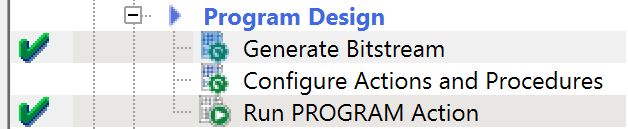 Program Design
Generate Bitstream
Configure Actions and Procedures
Run PROGRAM Action